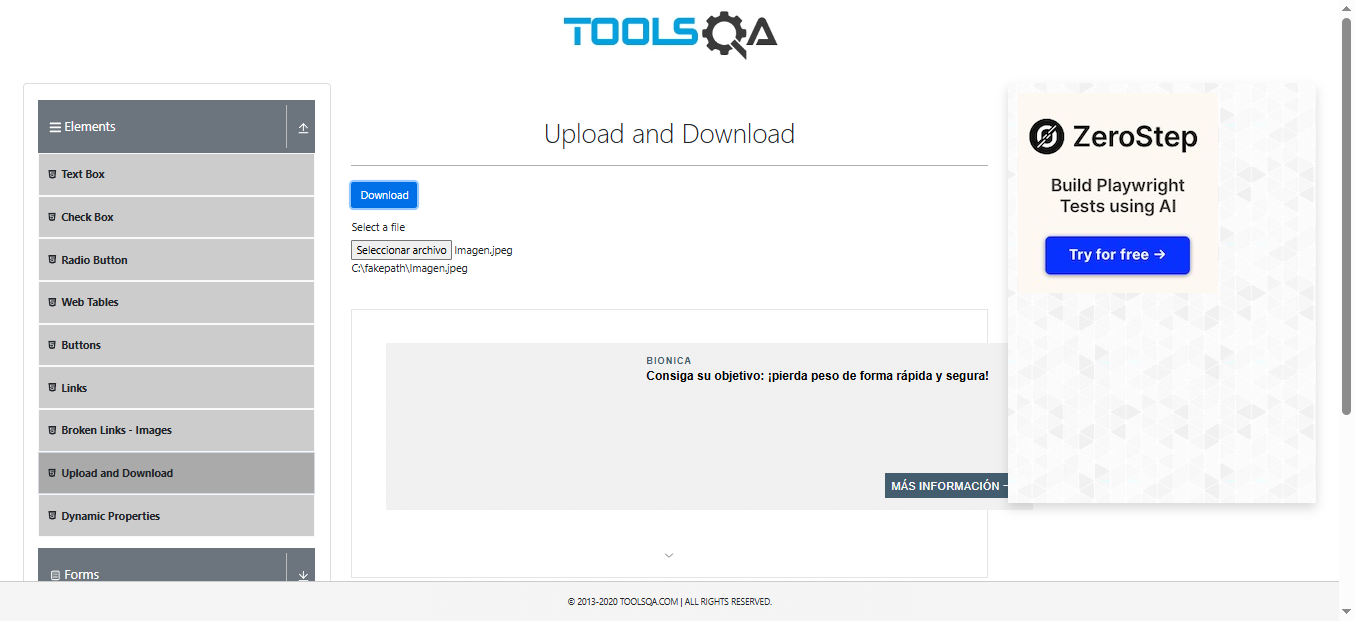 TOOLSQA
Elements
Text Box
Check Box
Radio Button
Web Tables
Buttons
Links
Broken Links - Images
Upload and Download
Dynamic Properties
Forms
Upload and Download
Download
Select a file
Seleccionar archivo Imagen.jpeg
C:\fakepath\Imagen.jpeg
BIONICA
Consiga su objetivo: ¡pierda peso de forma rápida y segura!
MÁS INFORMACIÓN
ZeroStep
Build Playwright
Tests using AI
Try for free →
© 2013-2020 TOOLSQA.COM | ALL RIGHTS RESERVED.